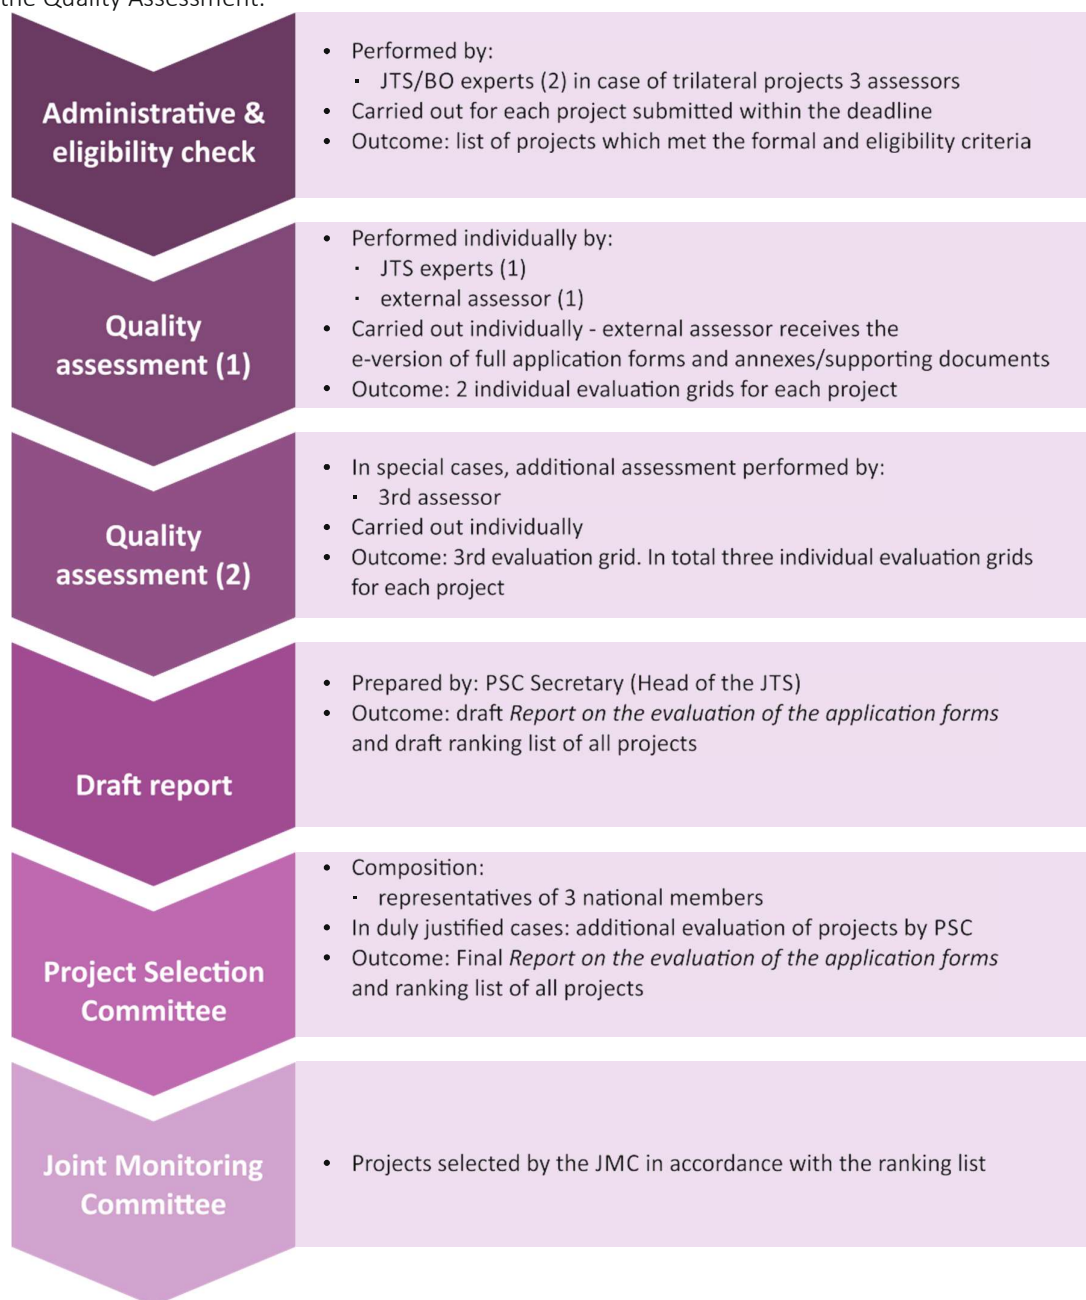 the Quality Assessment.
Administrative &
eligibility check
• Performed by:
▪ JTS/BO experts (2) in case of trilateral projects 3 assessors
• Carried out for each project submitted within the deadline
• Outcome: list of projects which met the formal and eligibility criteria
Quality
assessment (1)
• Performed individually by:
▪ JTS experts (1)
▪ external assessor (1)
• Carried out individually - external assessor receives the
e-version of full application forms and annexes/supporting documents
• Outcome: 2 individual evaluation grids for each project
Quality
assessment (2)
• In special cases, additional assessment performed by:
▪ 3rd assessor
• Carried out individually
• Outcome: 3rd evaluation grid. In total three individual evaluation grids
for each project
Draft report
• Prepared by: PSC Secretary (Head of the JTS)
• Outcome: draft Report on the evaluation of the application forms
and draft ranking list of all projects
Project Selection
Committee
• Composition:
▪ representatives of 3 national members
• In duly justified cases: additional evaluation of projects by PSC
• Outcome: Final Report on the evaluation of the application forms
and ranking list of all projects
Joint Monitoring
Committee
• Projects selected by the JMC in accordance with the ranking list